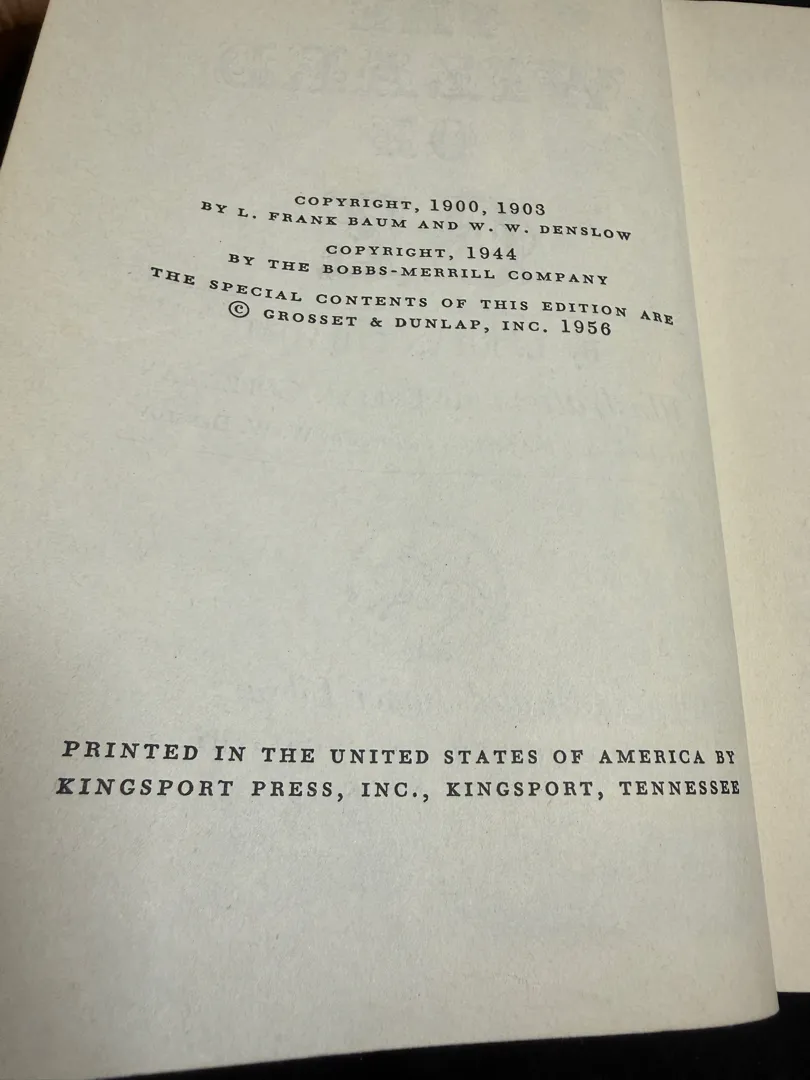 COPYRIGHT, 1900, 1903
BY L. FRANK BAUM AND W. W. DENSLOW
COPYRIGHT, 1944
BY THE BOBBS-MERRILL COMPANY
THE SPECIAL CONTENTS OF THIS EDITION ARE
© GROSSET & DUNLAP, INC. 1956
PRINTED IN THE UNITED STATES OF AMERICA BY
KINGSPORT PRESS, INC., KINGSPORT, TENNESSEE